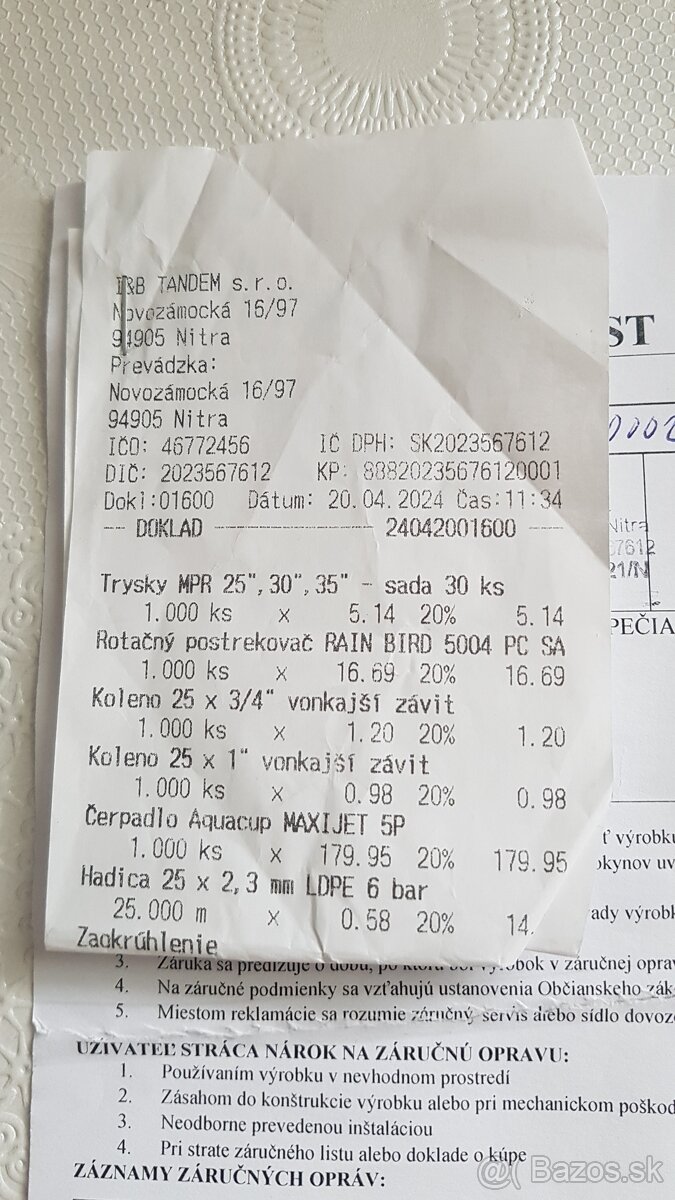 I&B TANDEM s.r.o.
Novozámocká 16/97
94905 Nitra
Prevádzka:
Novozámocká 16/97
94905 Nitra
IČO: 46772456 IČ DPH: SK2023567612
DIČ: 2023567612 KP: 88820235676120001
Dokl:01600 Dátum: 20.04.2024 Čas:11:34
DOKLAD 24042001600
Trysky MPR 25",30",35" - sada 30 ks
1.000 ks x 5.14 20% 5.14
Rotačný postrekovač RAIN BIRD 5004 PC SA
1.000 ks x 16.69 20% 16.69
Koleno 25 x 3/4" vonkajší závit
1.000 ks x 1.20 20% 1.20
Koleno 25 x 1" vonkajší závit
1.000 ks x 0.98 20% 0.98
Čerpadlo Aquacup MAXIJET 5P
1.000 ks x 179.95 20% 179.95
Hadica 25 x 2,3 mm LDPE 6 bar
25.000 m x 0.58 20% 14.
Zaokrúhlenie
ST
0002
Nitra
67612
21/N
PEČIA
ť výrobku
okynov uv
ady výrobk
3. Záruka sa predlžuje o dobu, po ktorú bol výrobok v záručnej oprav
4. Na záručné podmienky sa vzťahujú ustanovenia Občianskeho zák
5. Miestom reklamácie sa rozumie záručný servis alebo sídlo dovoz
UŽÍVATEĽ STRÁCA NÁROK NA ZÁRUČNÚ OPRAVU:
1. Používaním výrobku v nevhodnom prostredí
2. Zásahom do konštrukcie výrobku alebo pri mechanickom poškod
3. Neodborne prevedenou inštaláciou
4. Pri strate záručného listu alebo doklade o kúpe
ZÁZNAMY ZÁRUČNÝCH OPRÁV:
@ Bazos.sk